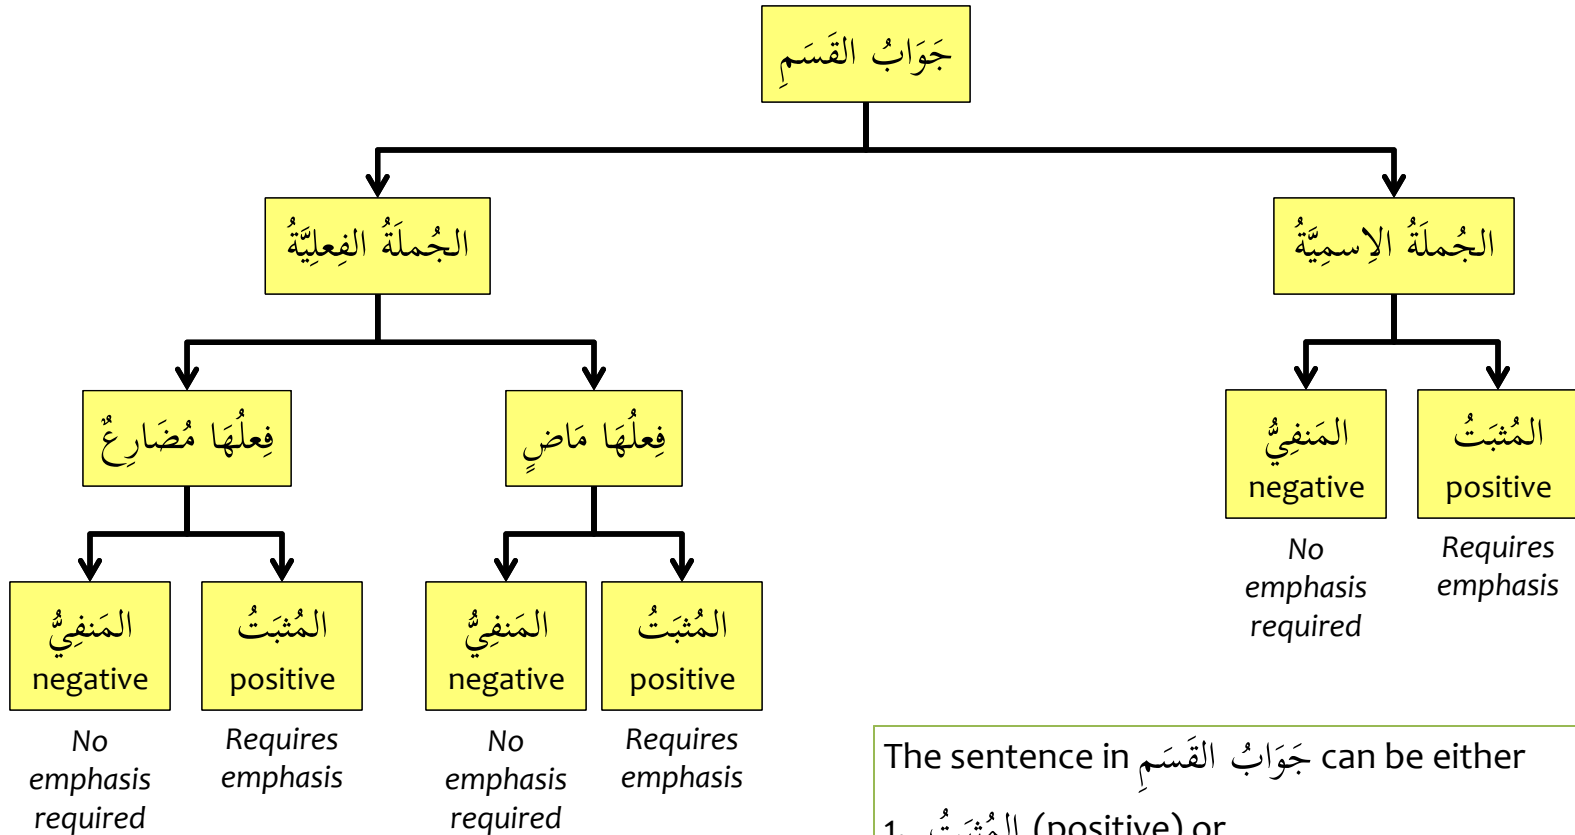 جَوَابُ القَسَمِ
الجُملَةُ الفِعلِيَّةُ
الجُملَةُ الاِسمِيَّةُ
فِعلُهَا مُضَارِعٌ
فِعلُهَا مَاضٍ
المَنفِيُّ
negative
المُثبَتُ
positive
No
emphasis
required
Requires
emphasis
المَنفِيُّ
negative
المُثبَتُ
positive
No
emphasis
required
Requires
emphasis
المَنفِيُّ
negative
المُثبَتُ
positive
No
emphasis
required
Requires
emphasis
The sentence in جَوَابُ القَسَمِ can be either
1. المُثبَتُ (positive) or